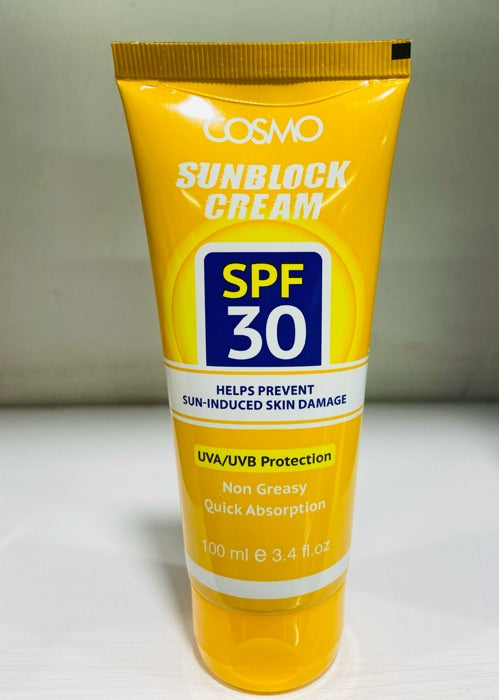 COSMO
SUNBLOCK
CREAM
SPF
30
HELPS PREVENT
SUN-INDUCED SKIN DAMAGE
UVA/UVB Protection
Non Greasy
Quick Absorption
100 ml e 3.4 fl.oz